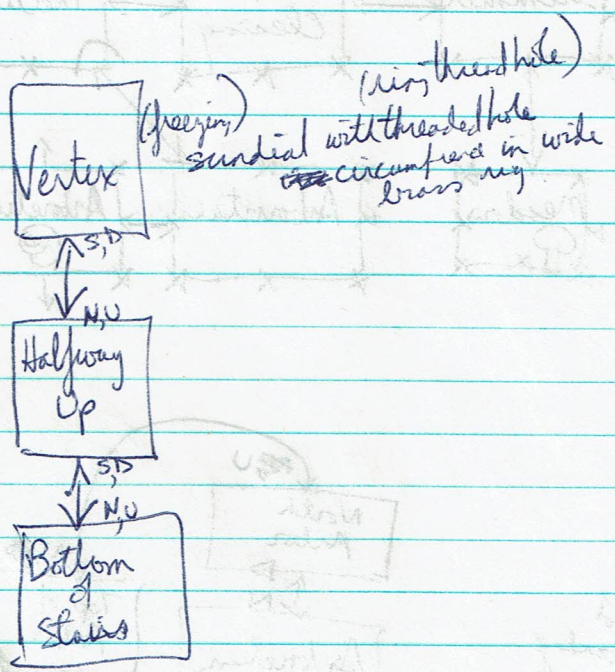 (ring, thread hole)
(freezing)
sundial with threaded hole
circumfered in wide
brass ring
Vertex
S, D
N, U
Halfway
Up
S, D
N, U
Bottom
of
Stairs